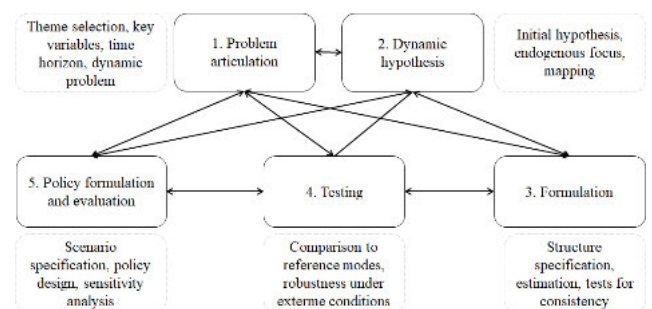 Theme selection, key
variables, time
horizon, dynamic
problem
1. Problem
articulation
2. Dynamic
hypothesis
Initial hypothesis,
endogenous focus,
mapping
5. Policy formulation
and evaluation
4. Testing
3. Formulation
Scenario
specification, policy
design, sensitivity
analysis
Comparison to
reference modes,
robustness under
exterme conditions
Structure
specification,
estimation, tests for
consistency